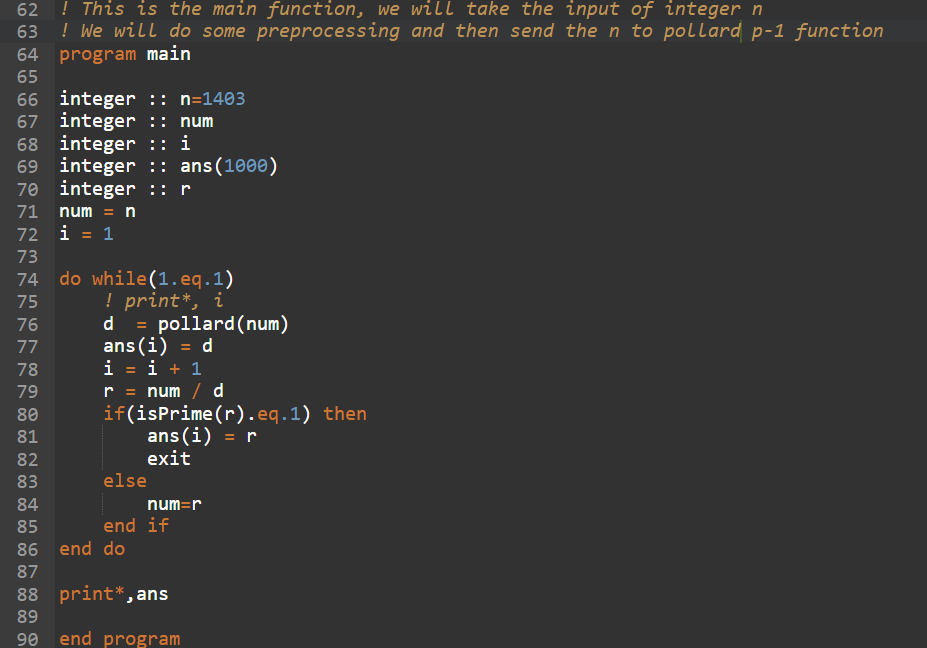 62 ! This is the main function, we will take the input of integer n
63 ! We will do some preprocessing and then send the n to pollard p-1 function
64 program main
65
66 integer :: n=1403
67 integer :: num
68 integer :: i
69 integer :: ans(1000)
70 integer :: r
71 num = n
72 i = 1
73
74 do while(1.eq.1)
75     ! print*, i
76     d  = pollard(num)
77     ans(i) = d
78     i = i + 1
79     r = num / d
80     if(isPrime(r).eq.1) then
81         ans(i) = r
82         exit
83     else
84         num=r
85     end if
86 end do
87
88 print*,ans
89
90 end program